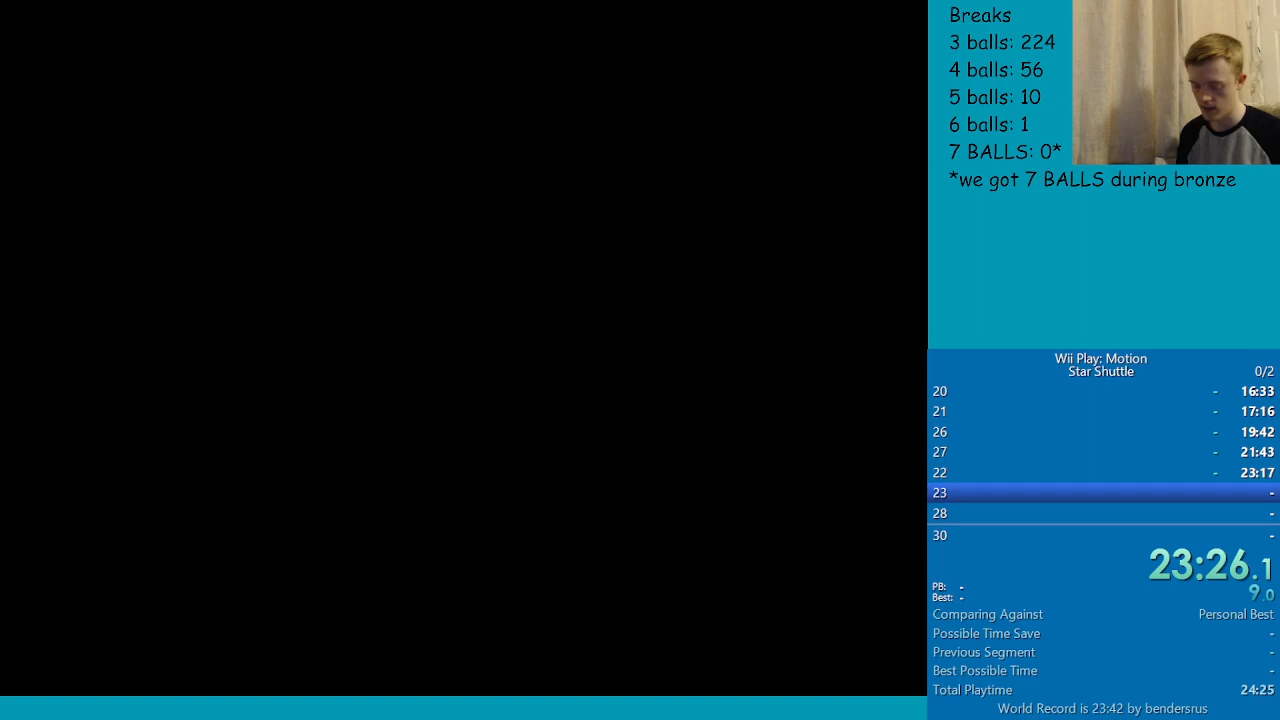 Breaks
3 balls: 224
4 balls: 56
5 balls: 10
6 balls: 1
7 BALLS: 0*
*we got 7 BALLS during bronze
Wii Play: Motion
Star Shuttle 0/2
20 - 16:33
21 - 17:16
26 - 19:42
27 - 21:43
22 - 23:17
23 -
28 -
30 -
23:26.1
PB: - 9.0
Best: -
Comparing Against Personal Best
Possible Time Save -
Previous Segment -
Best Possible Time -
Total Playtime 24:25
World Record is 23:42 by bendersrus